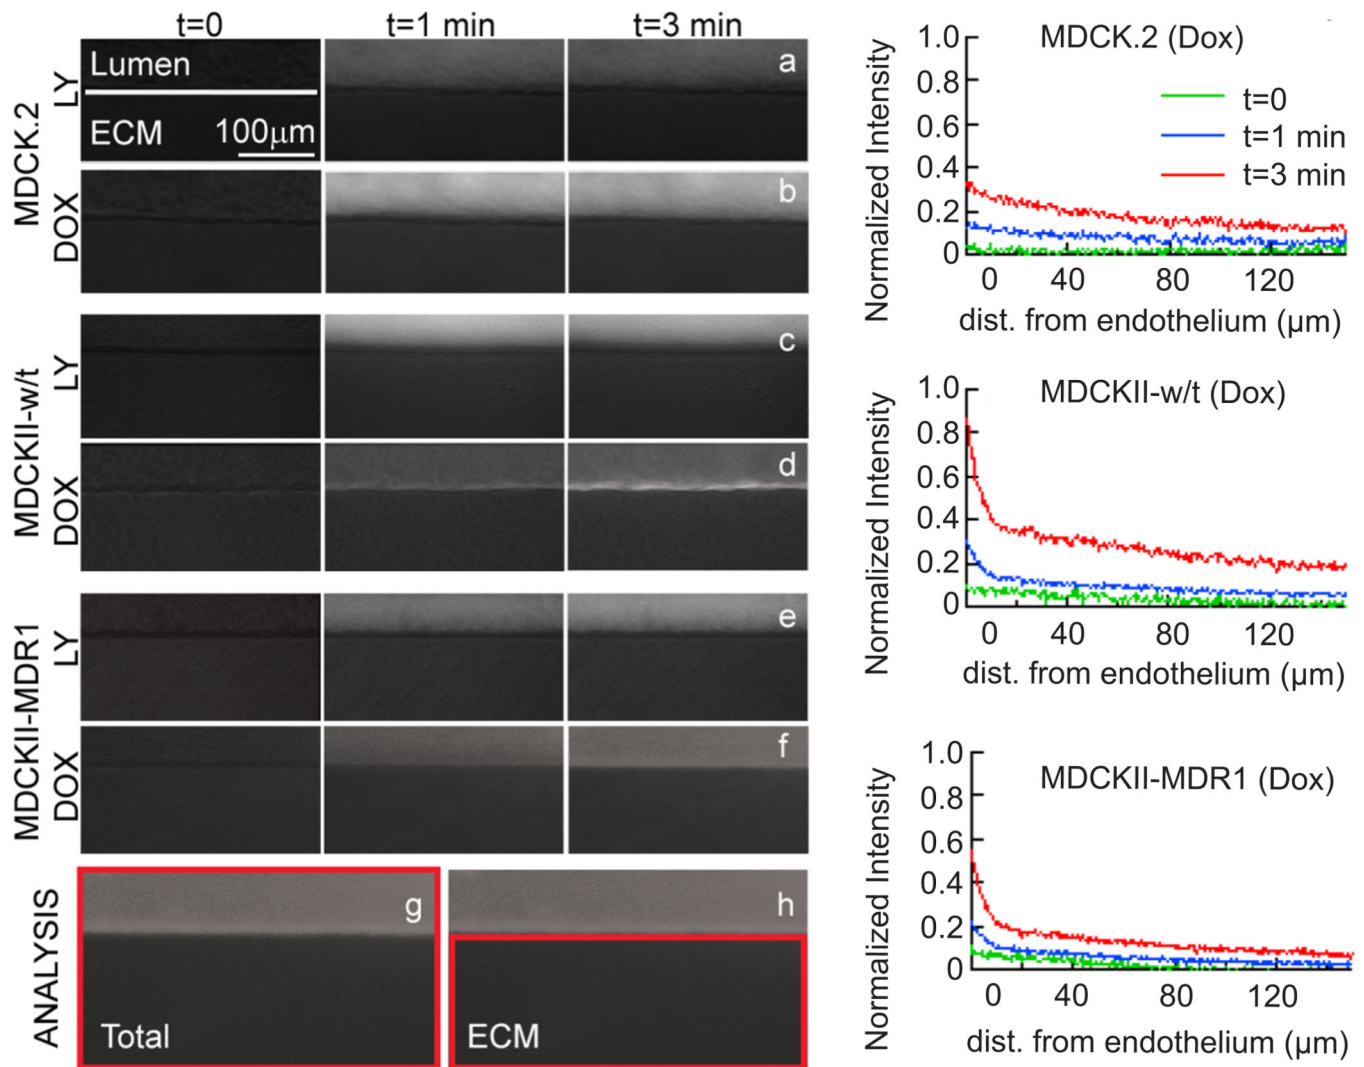 t=0 t=1 min t=3 min
MDCK.2
LY
Lumen
ECM 100μm
a
DOX
b
MDCKII-w/t
LY
c
DOX
d
MDCKII-MDR1
LY
e
DOX
f
ANALYSIS
g
Total
h
ECM
MDCK.2 (Dox)
Normalized Intensity
1.0
0.8
0.6
0.4
0.2
0
t=0
t=1 min
t=3 min
0 40 80 120
dist. from endothelium (μm)
MDCKII-w/t (Dox)
Normalized Intensity
1.0
0.8
0.6
0.4
0.2
0
0 40 80 120
dist. from endothelium (μm)
MDCKII-MDR1 (Dox)
Normalized Intensity
1.0
0.8
0.6
0.4
0.2
0
0 40 80 120
dist. from endothelium (μm)